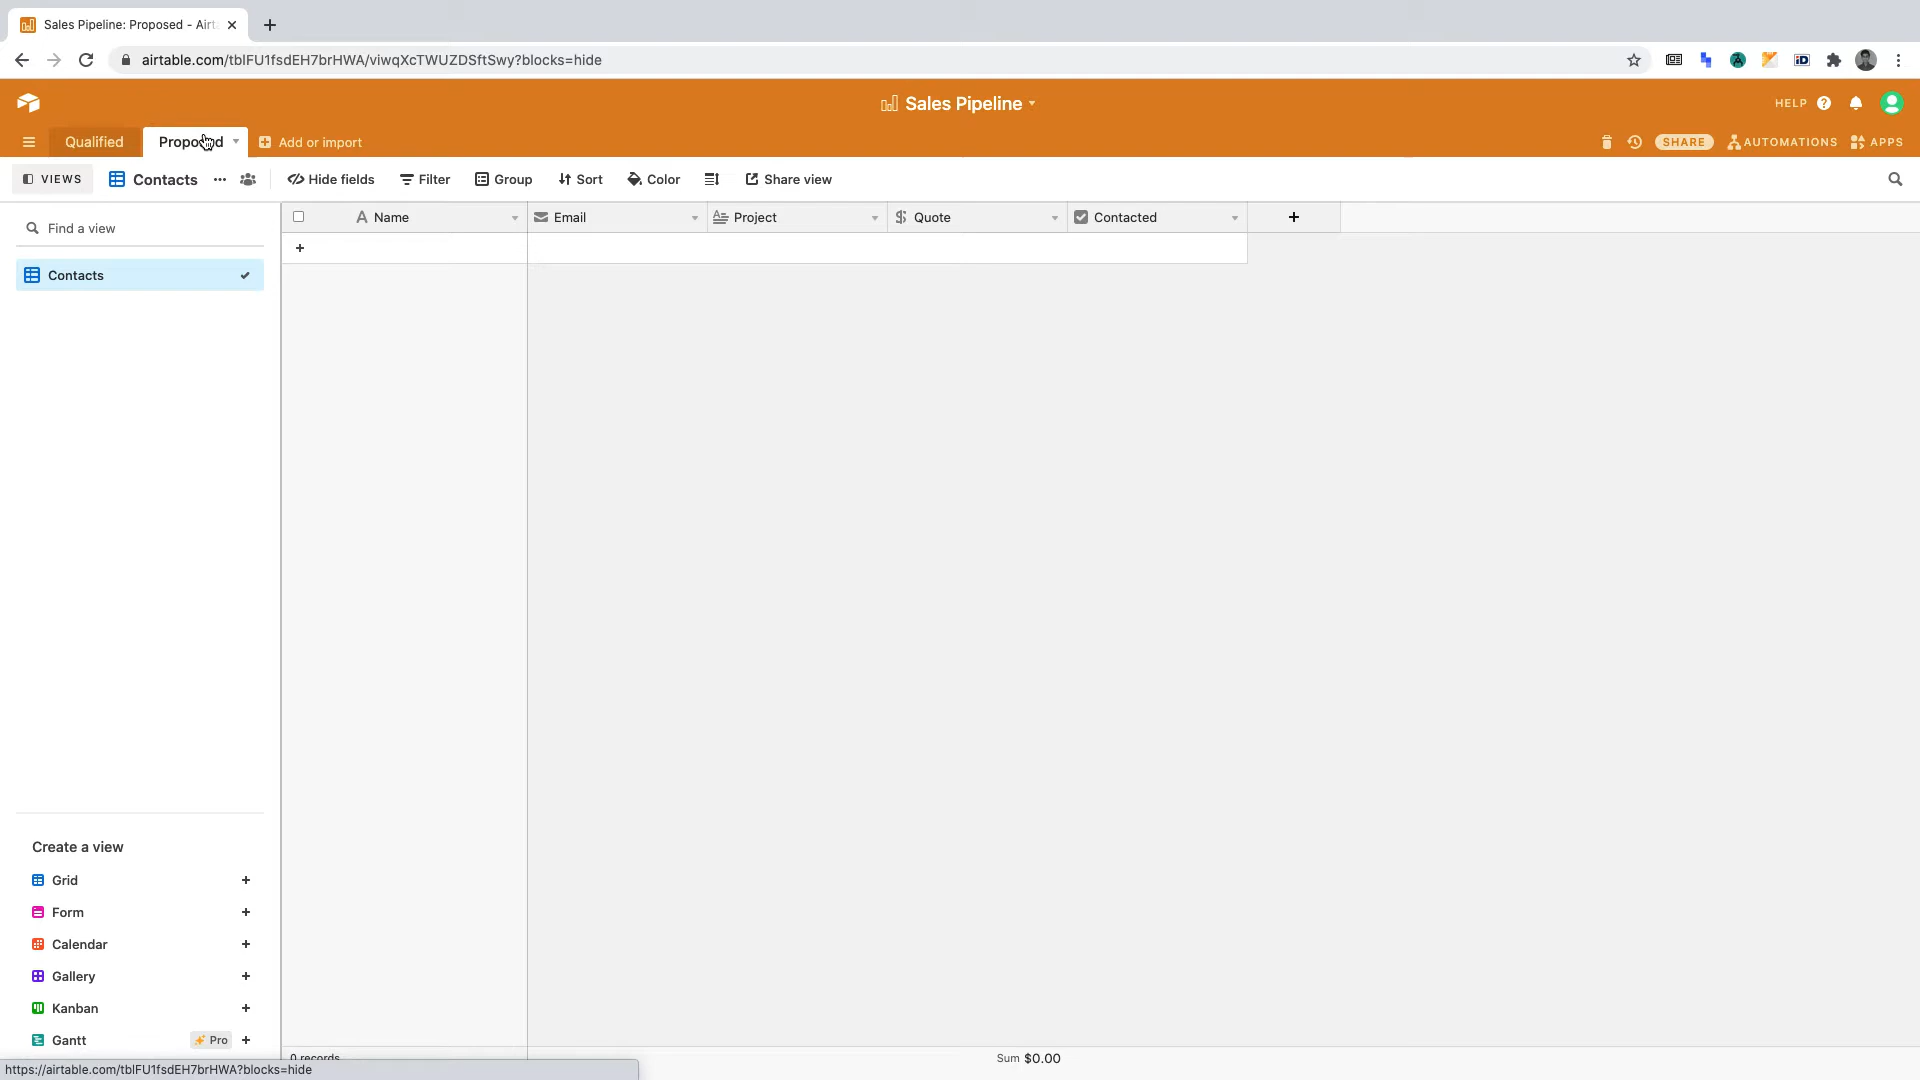 Sales Pipeline: Proposed - Airt
airtable.com/tblFU1fsdEH7brHWA/viwqXcTWUZDSftSwy?blocks=hide
Sales Pipeline
HELP
Qualified
Proposed
Add or import
SHARE
AUTOMATIONS
APPS
VIEWS
Contacts
Hide fields
Filter
Group
Sort
Color
Share view
Find a view
Name
Email
Project
Quote
Contacted
Contacts
Create a view
Grid
Form
Calendar
Gallery
Kanban
Gantt
Pro
0 records
Sum $0.00
https://airtable.com/tblFU1fsdEH7brHWA?blocks=hide